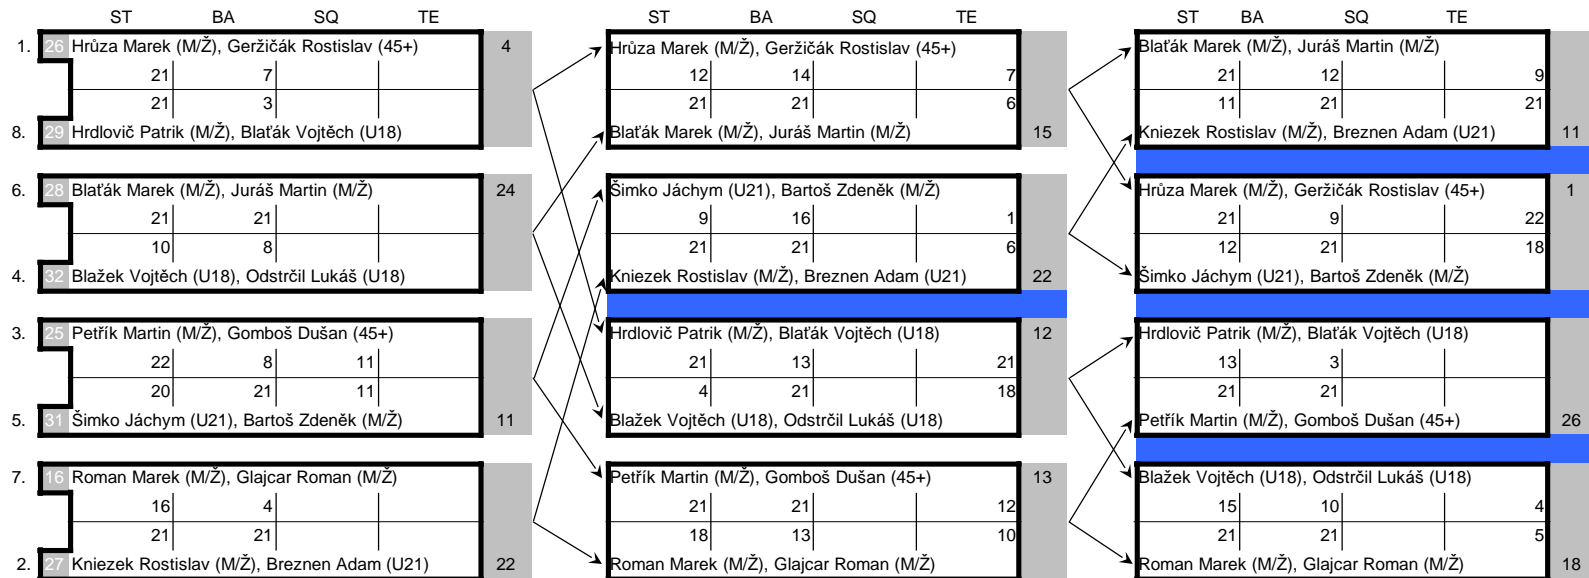 ST BA SQ TE ST BA SQ TE ST BA SQ TE
1. 26 Hrůza Marek (M/Ž), Geržičák Rostislav (45+) 4
21 7
21 3
8. 29 Hrdlovič Patrik (M/Ž), Blaťák Vojtěch (U18)
6. 28 Blaťák Marek (M/Ž), Juráš Martin (M/Ž) 24
21 21
10 8
4. 32 Blažek Vojtěch (U18), Odstrčil Lukáš (U18)
3. 25 Petřík Martin (M/Ž), Gomboš Dušan (45+)
22 8 11
20 21 11
5. 31 Šimko Jáchym (U21), Bartoš Zdeněk (M/Ž) 11
7. 16 Roman Marek (M/Ž), Glajcar Roman (M/Ž)
16 4
21 21
2. 27 Kniezek Rostislav (M/Ž), Breznen Adam (U21) 22
Hrůza Marek (M/Ž), Geržičák Rostislav (45+)
12 14 7
21 21 6
Blaťák Marek (M/Ž), Juráš Martin (M/Ž) 15
Šimko Jáchym (U21), Bartoš Zdeněk (M/Ž)
9 16 1
21 21 6
Kniezek Rostislav (M/Ž), Breznen Adam (U21) 22
Hrdlovič Patrik (M/Ž), Blaťák Vojtěch (U18) 12
21 13 21
4 21 18
Blažek Vojtěch (U18), Odstrčil Lukáš (U18)
Petřík Martin (M/Ž), Gomboš Dušan (45+) 13
21 21 12
18 13 10
Roman Marek (M/Ž), Glajcar Roman (M/Ž)
Blaťák Marek (M/Ž), Juráš Martin (M/Ž)
21 12 9
11 21 21
Kniezek Rostislav (M/Ž), Breznen Adam (U21) 11
Hrůza Marek (M/Ž), Geržičák Rostislav (45+) 1
21 9 22
12 21 18
Šimko Jáchym (U21), Bartoš Zdeněk (M/Ž)
Hrdlovič Patrik (M/Ž), Blaťák Vojtěch (U18)
13 3
21 21
Petřík Martin (M/Ž), Gomboš Dušan (45+) 26
Blažek Vojtěch (U18), Odstrčil Lukáš (U18)
15 10 4
21 21 5
Roman Marek (M/Ž), Glajcar Roman (M/Ž) 18